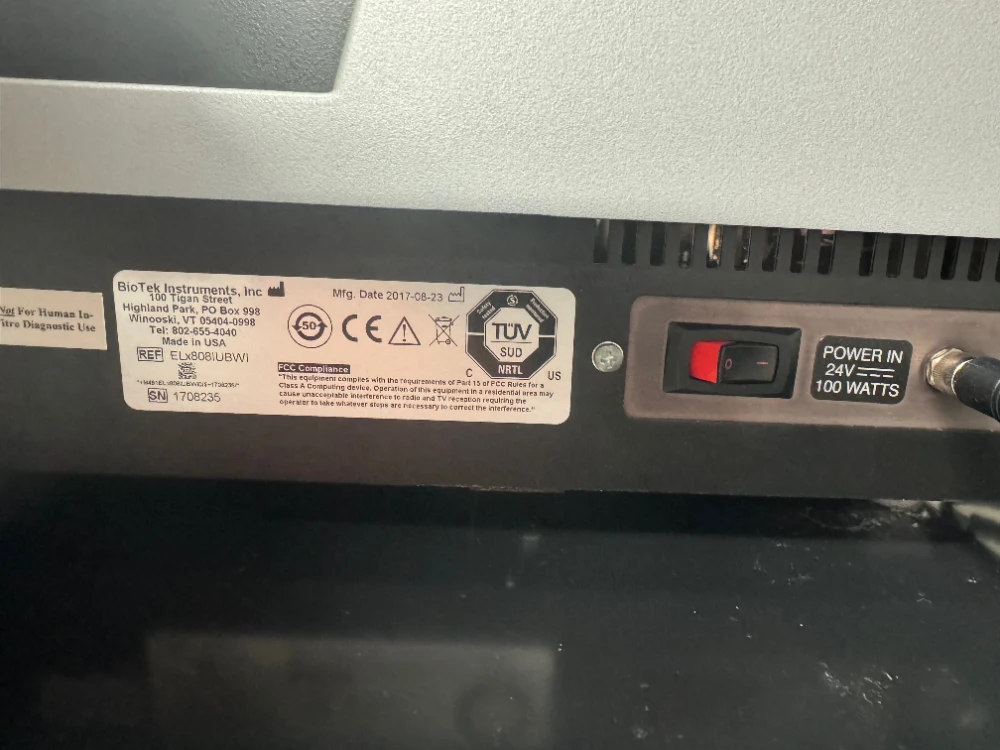 Not For Human In-
itro Diagnostic Use
BioTek Instruments, Inc
100 Tigan Street
Highland Park, PO Box 998
Winooski, VT 05404-0998
Tel: 802-655-4040
Made in USA
REF ELx808IUBWI
SN 1708235
Mfg. Date 2017-08-23
50
CE
TÜV
SUD
NRTL
C US
FCC Compliance
"This equipment complies with the requirements of Part 15 of FCC Rules for a
Class A Computing device. Operation of this equipment in a residential area may
cause unacceptable interference to radio and TV reception requiring the
operator to take whatever steps are necessary to correct the interference."
POWER IN
24V
100 WATTS